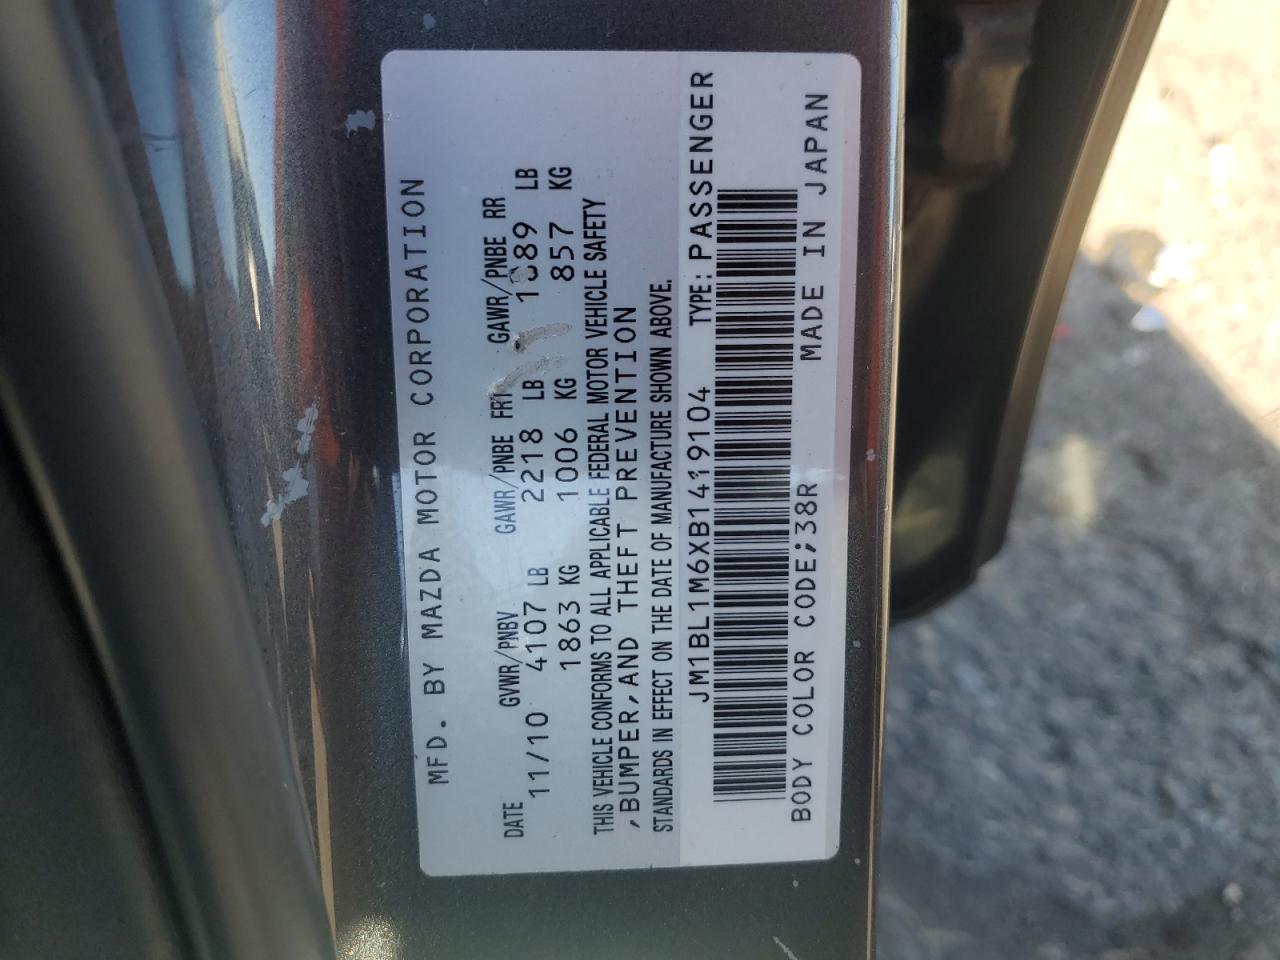 MFD. BY MAZDA MOTOR CORPORATION
DATE GVWR/PNBV GAWR/PNBE FRT GAWR/PNBE RR
11/10 4107 LB 2218 LB 1889 LB
1863 KG 1006 KG 857 KG
THIS VEHICLE CONFORMS TO ALL APPLICABLE FEDERAL MOTOR VEHICLE SAFETY
, BUMPER, AND THEFT PREVENTION
STANDARDS IN EFFECT ON THE DATE OF MANUFACTURE SHOWN ABOVE.
JM1BL1M6XB1419104 TYPE: PASSENGER
BODY COLOR CODE;38R MADE IN JAPAN